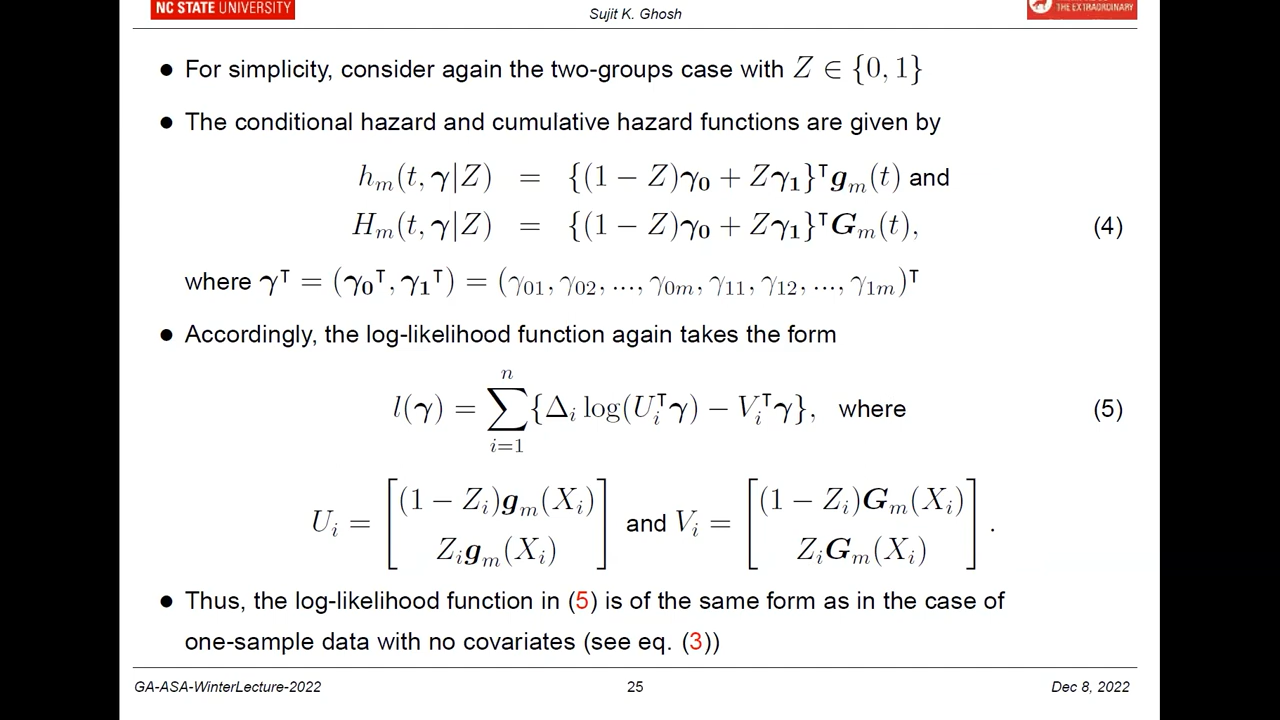 NC STATE UNIVERSITY
Sujit K. Ghosh
THE EXTRAORDINARY
● For simplicity, consider again the two-groups case with Z ∈ {0, 1}
● The conditional hazard and cumulative hazard functions are given by
h_m(t, γ|Z) = {(1 − Z)γ_0 + Zγ_1}^⊤ g_m(t) and
H_m(t, γ|Z) = {(1 − Z)γ_0 + Zγ_1}^⊤ G_m(t), (4)
where γ^⊤ = (γ_0^⊤, γ_1^⊤) = (γ_01, γ_02, ..., γ_0m, γ_11, γ_12, ..., γ_1m)^⊤
● Accordingly, the log-likelihood function again takes the form
l(γ) = ∑_{i=1}^{n} {Δ_i log(U_i^⊤ γ) − V_i^⊤ γ}, where (5)
U_i = [(1 − Z_i)g_m(X_i) ; Z_i g_m(X_i)] and V_i = [(1 − Z_i)G_m(X_i) ; Z_i G_m(X_i)] .
● Thus, the log-likelihood function in (5) is of the same form as in the case of
one-sample data with no covariates (see eq. (3))
GA-ASA-WinterLecture-2022 25 Dec 8, 2022